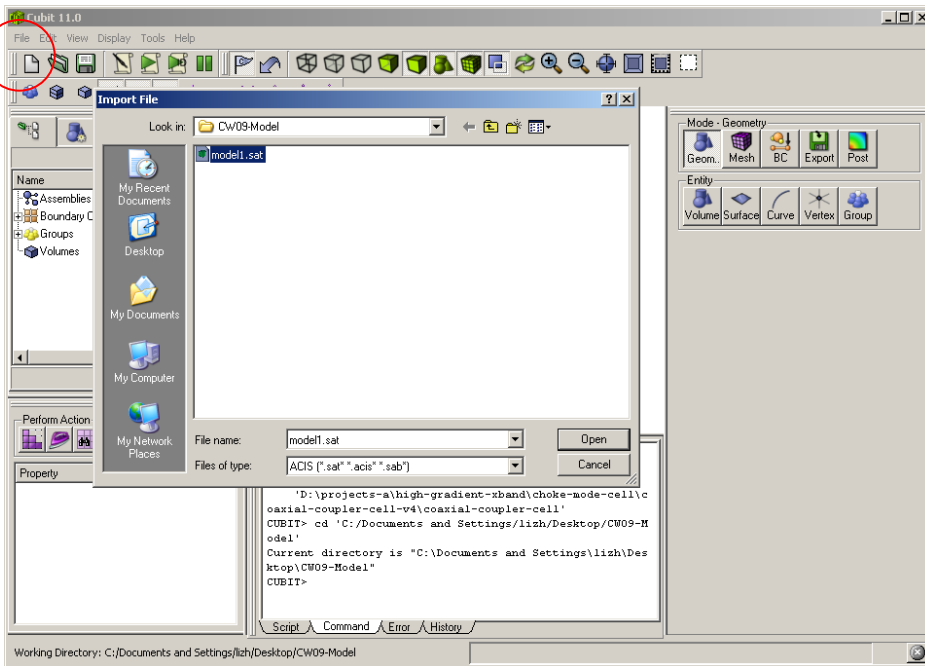 Cubit 11.0
File Edit View Display Tools Help
Import File
Look in: CW09-Model
model1.sat
My Recent
Documents
Desktop
My Documents
My Computer
My Network
Places
File name: model1.sat Open
Files of type: ACIS (*.sat* *.acis* *.sab*) Cancel
Name
Assemblies
Boundary C
Groups
Volumes
Perform Action
Property
Mode - Geometry
Geom.. Mesh BC Export Post
Entity
Volume Surface Curve Vertex Group
'D:\projects-a\high-gradient-xband\choke-mode-cell\c
oaxial-coupler-cell-v4\coaxial-coupler-cell'
CUBIT> cd 'C:/Documents and Settings/lizh/Desktop/CW09-M
odel'
Current directory is "C:\Documents and Settings\lizh\Des
ktop\CW09-Model"
CUBIT>
Script Command Error History
Working Directory: C:/Documents and Settings/lizh/Desktop/CW09-Model